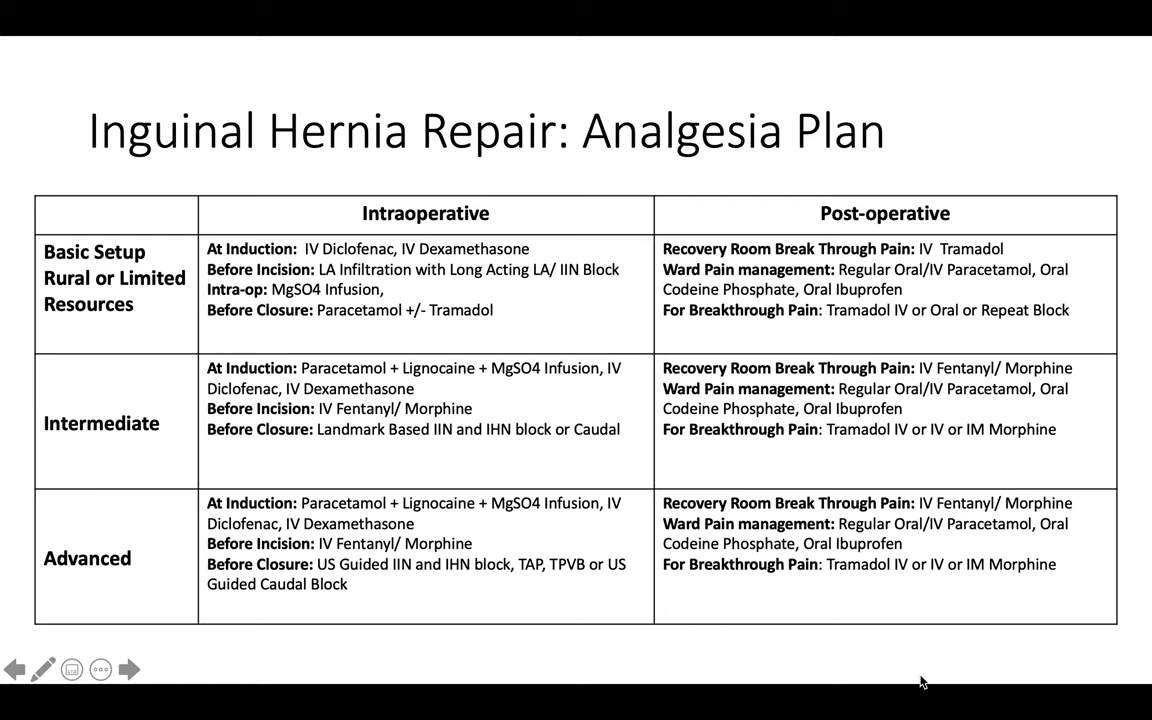 Inguinal Hernia Repair: Analgesia Plan
Intraoperative
Post-operative
Basic Setup
Rural or Limited
Resources
At Induction: IV Diclofenac, IV Dexamethasone
Before Incision: LA Infiltration with Long Acting LA/ IIN Block
Intra-op: MgSO4 Infusion,
Before Closure: Paracetamol +/- Tramadol
Recovery Room Break Through Pain: IV Tramadol
Ward Pain management: Regular Oral/IV Paracetamol, Oral
Codeine Phosphate, Oral Ibuprofen
For Breakthrough Pain: Tramadol IV or Oral or Repeat Block
Intermediate
At Induction: Paracetamol + Lignocaine + MgSO4 Infusion, IV
Diclofenac, IV Dexamethasone
Before Incision: IV Fentanyl/ Morphine
Before Closure: Landmark Based IIN and IHN block or Caudal
Recovery Room Break Through Pain: IV Fentanyl/ Morphine
Ward Pain management: Regular Oral/IV Paracetamol, Oral
Codeine Phosphate, Oral Ibuprofen
For Breakthrough Pain: Tramadol IV or IV or IM Morphine
Advanced
At Induction: Paracetamol + Lignocaine + MgSO4 Infusion, IV
Diclofenac, IV Dexamethasone
Before Incision: IV Fentanyl/ Morphine
Before Closure: US Guided IIN and IHN block, TAP, TPVB or US
Guided Caudal Block
Recovery Room Break Through Pain: IV Fentanyl/ Morphine
Ward Pain management: Regular Oral/IV Paracetamol, Oral
Codeine Phosphate, Oral Ibuprofen
For Breakthrough Pain: Tramadol IV or IV or IM Morphine